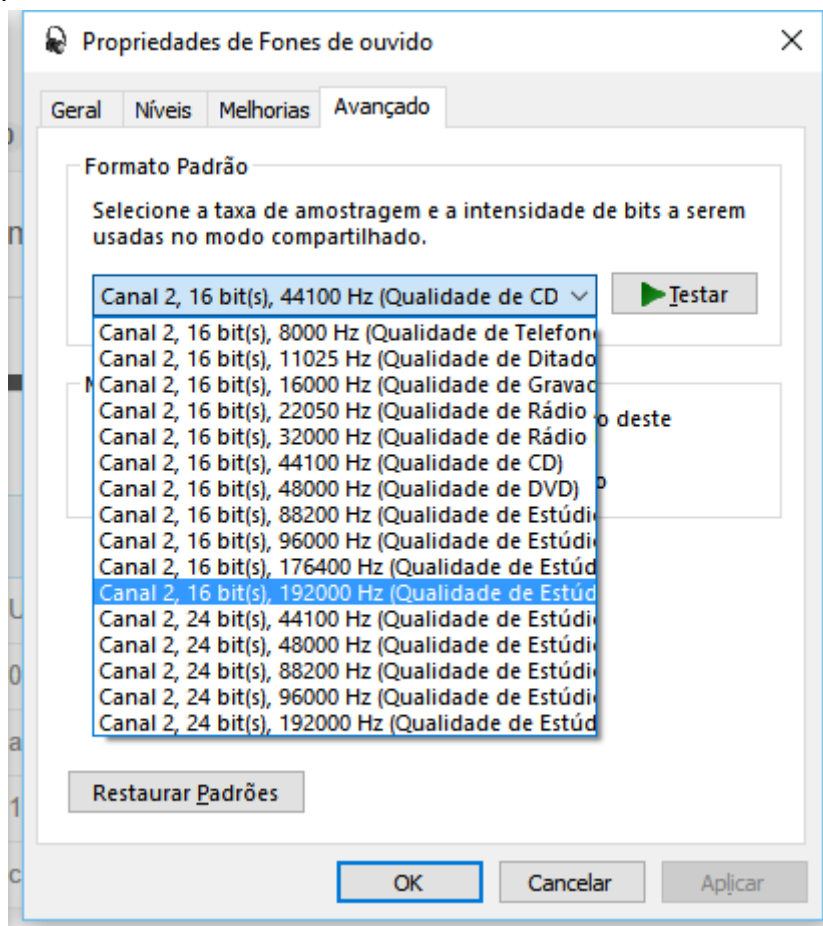 Propriedades de Fones de ouvido
Geral Níveis Melhorias Avançado
Formato Padrão
Selecione a taxa de amostragem e a intensidade de bits a serem
usadas no modo compartilhado.
Canal 2, 16 bit(s), 44100 Hz (Qualidade de CD Testar
Canal 2, 16 bit(s), 8000 Hz (Qualidade de Telefon
Canal 2, 16 bit(s), 11025 Hz (Qualidade de Ditado
Canal 2, 16 bit(s), 16000 Hz (Qualidade de Gravaç
Canal 2, 16 bit(s), 22050 Hz (Qualidade de Rádio
o deste
Canal 2, 16 bit(s), 32000 Hz (Qualidade de Rádio
Canal 2, 16 bit(s), 44100 Hz (Qualidade de CD)
Canal 2, 16 bit(s), 48000 Hz (Qualidade de DVD)
Canal 2, 16 bit(s), 88200 Hz (Qualidade de Estúdi
Canal 2, 16 bit(s), 96000 Hz (Qualidade de Estúdi
Canal 2, 16 bit(s), 176400 Hz (Qualidade de Estúd
Canal 2, 16 bit(s), 192000 Hz (Qualidade de Estúd
Canal 2, 24 bit(s), 44100 Hz (Qualidade de Estúdi
Canal 2, 24 bit(s), 48000 Hz (Qualidade de Estúdi
Canal 2, 24 bit(s), 88200 Hz (Qualidade de Estúdi
Canal 2, 24 bit(s), 96000 Hz (Qualidade de Estúdi
Canal 2, 24 bit(s), 192000 Hz (Qualidade de Estúd
Restaurar Padrões
OK Cancelar Aplicar